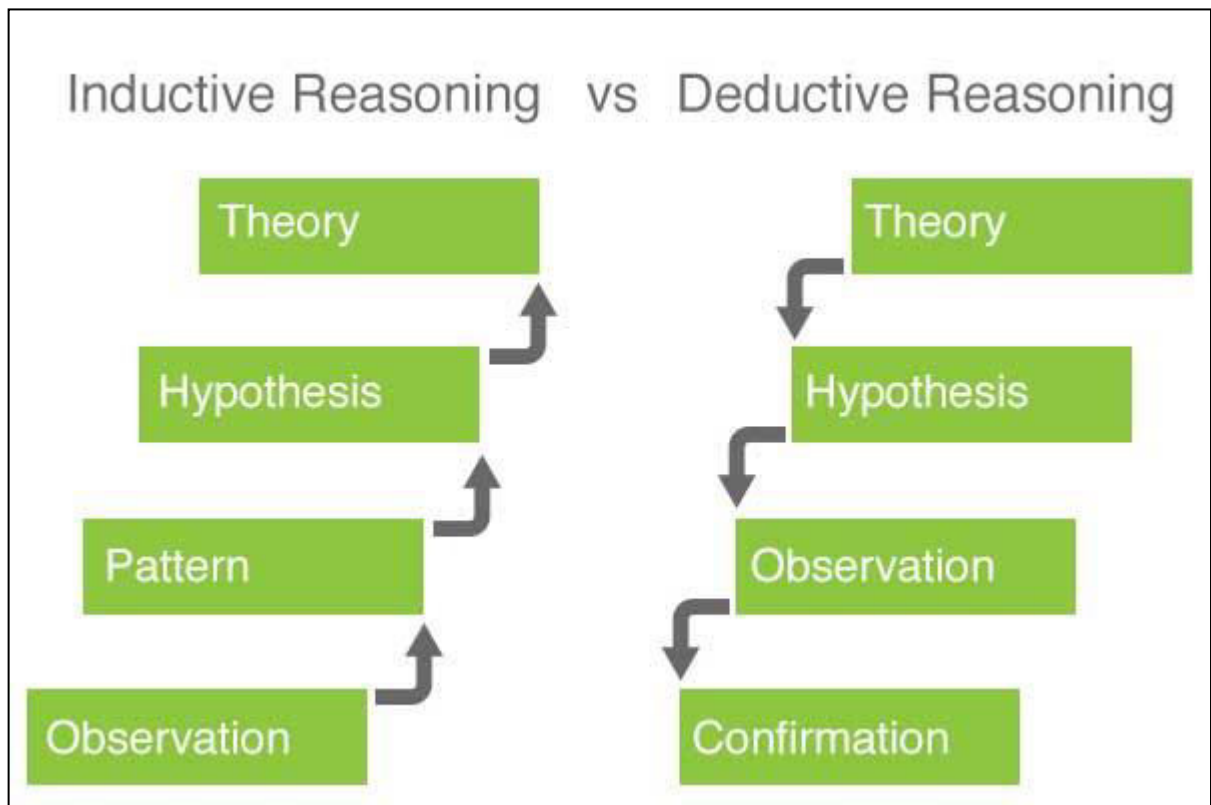 Inductive Reasoning vs Deductive Reasoning
Theory
Hypothesis
Pattern
Observation
Theory
Hypothesis
Observation
Confirmation